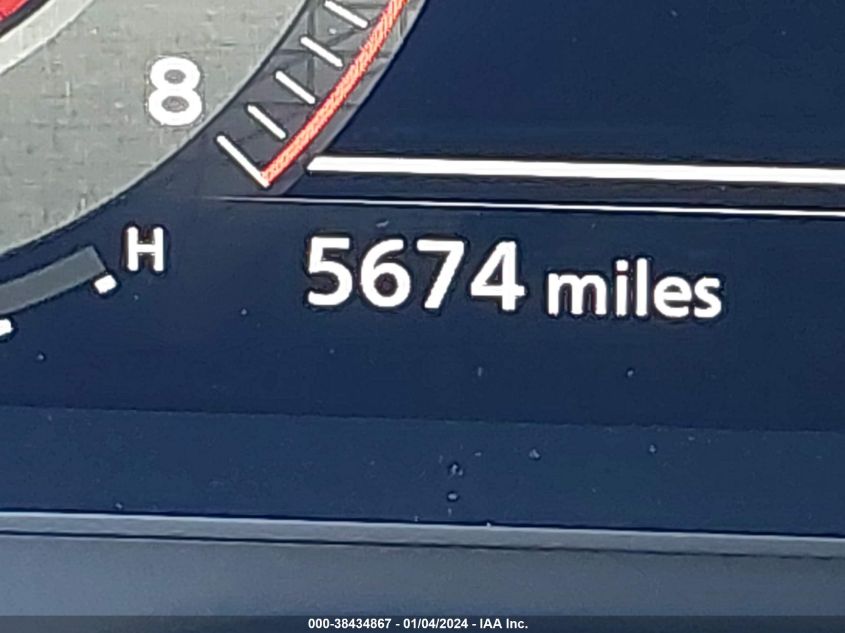 8
H
5674 miles
000-38434867 - 01/04/2024 - IAA Inc.